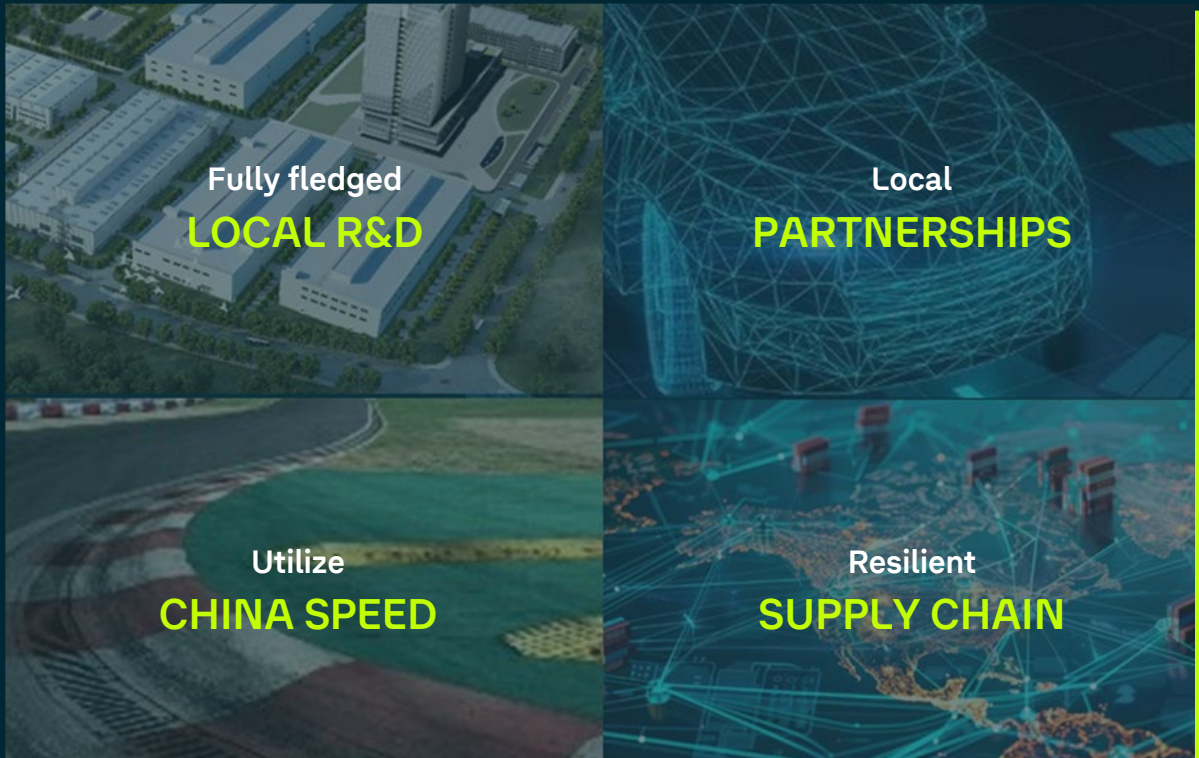 Fully fledged
LOCAL R&D
Local
PARTNERSHIPS
Utilize
CHINA SPEED
Resilient
SUPPLY CHAIN